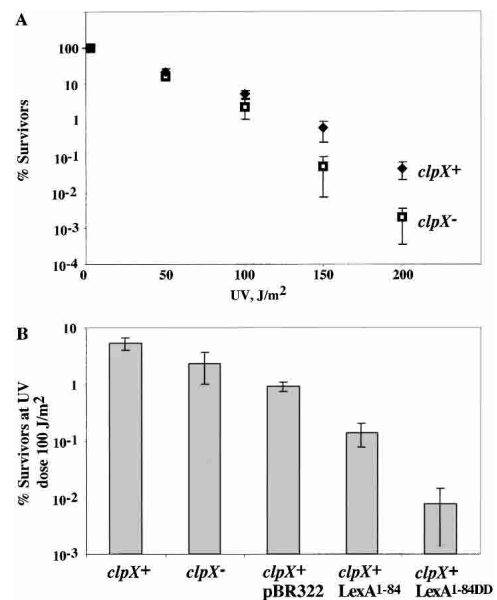 A
100
10
1
10-1
10-2
10-3
10-4
% Survivors
clpX+
clpX-
0
50
100
150
200
UV, J/m2
B
10
1
10-1
10-2
10-3
% Survivors at UV
dose 100 J/m2
clpX+
clpX-
clpX+
pBR322
clpX+
LexA1-84
clpX+
LexA1-84DD